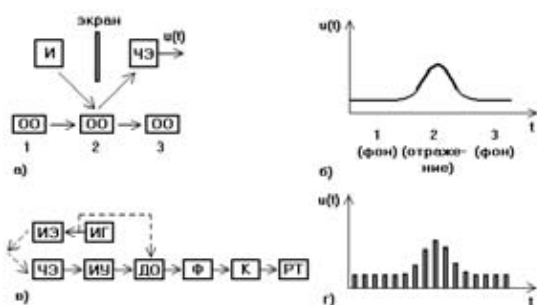 экран
И
ЧЭ
u(t)
ОО
ОО
ОО
1
2
3
а)
u(t)
t
1 2 3
(фон) (отраже- (фон)
ние)
б)
ИЭ
ИГ
ЧЭ
ИУ
ДО
Ф
К
РТ
в)
u(t)
t
г)